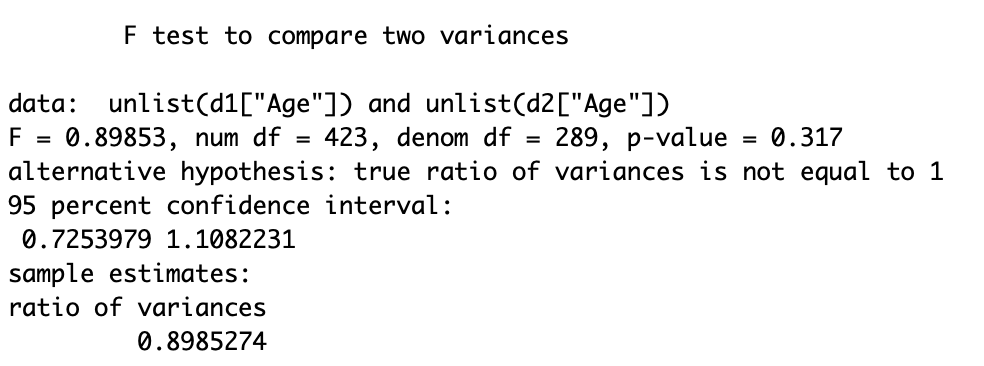 F test to compare two variances
data:  unlist(d1["Age"]) and unlist(d2["Age"])
F = 0.89853, num df = 423, denom df = 289, p-value = 0.317
alternative hypothesis: true ratio of variances is not equal to 1
95 percent confidence interval:
0.7253979 1.1082231
sample estimates:
ratio of variances
0.8985274